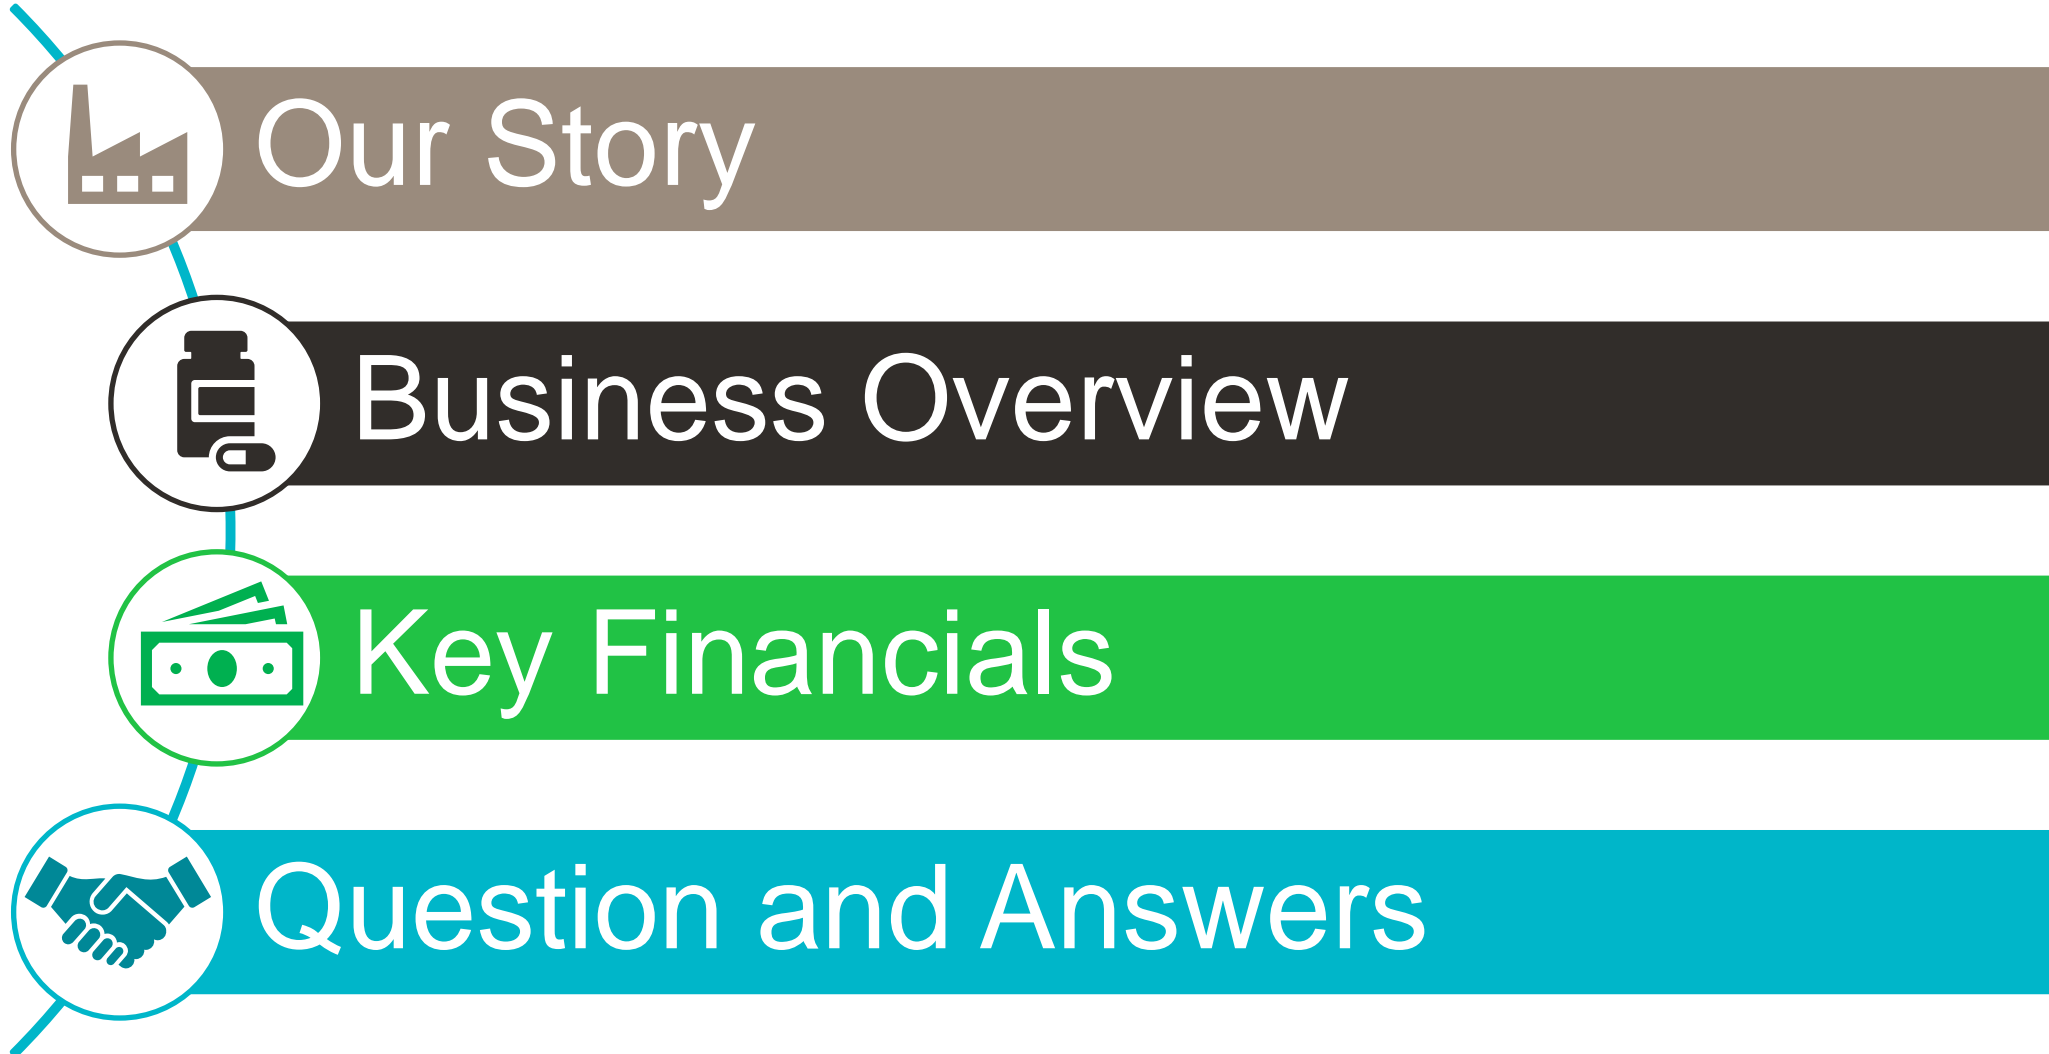 Our Story
Business Overview
Key Financials
Question and Answers